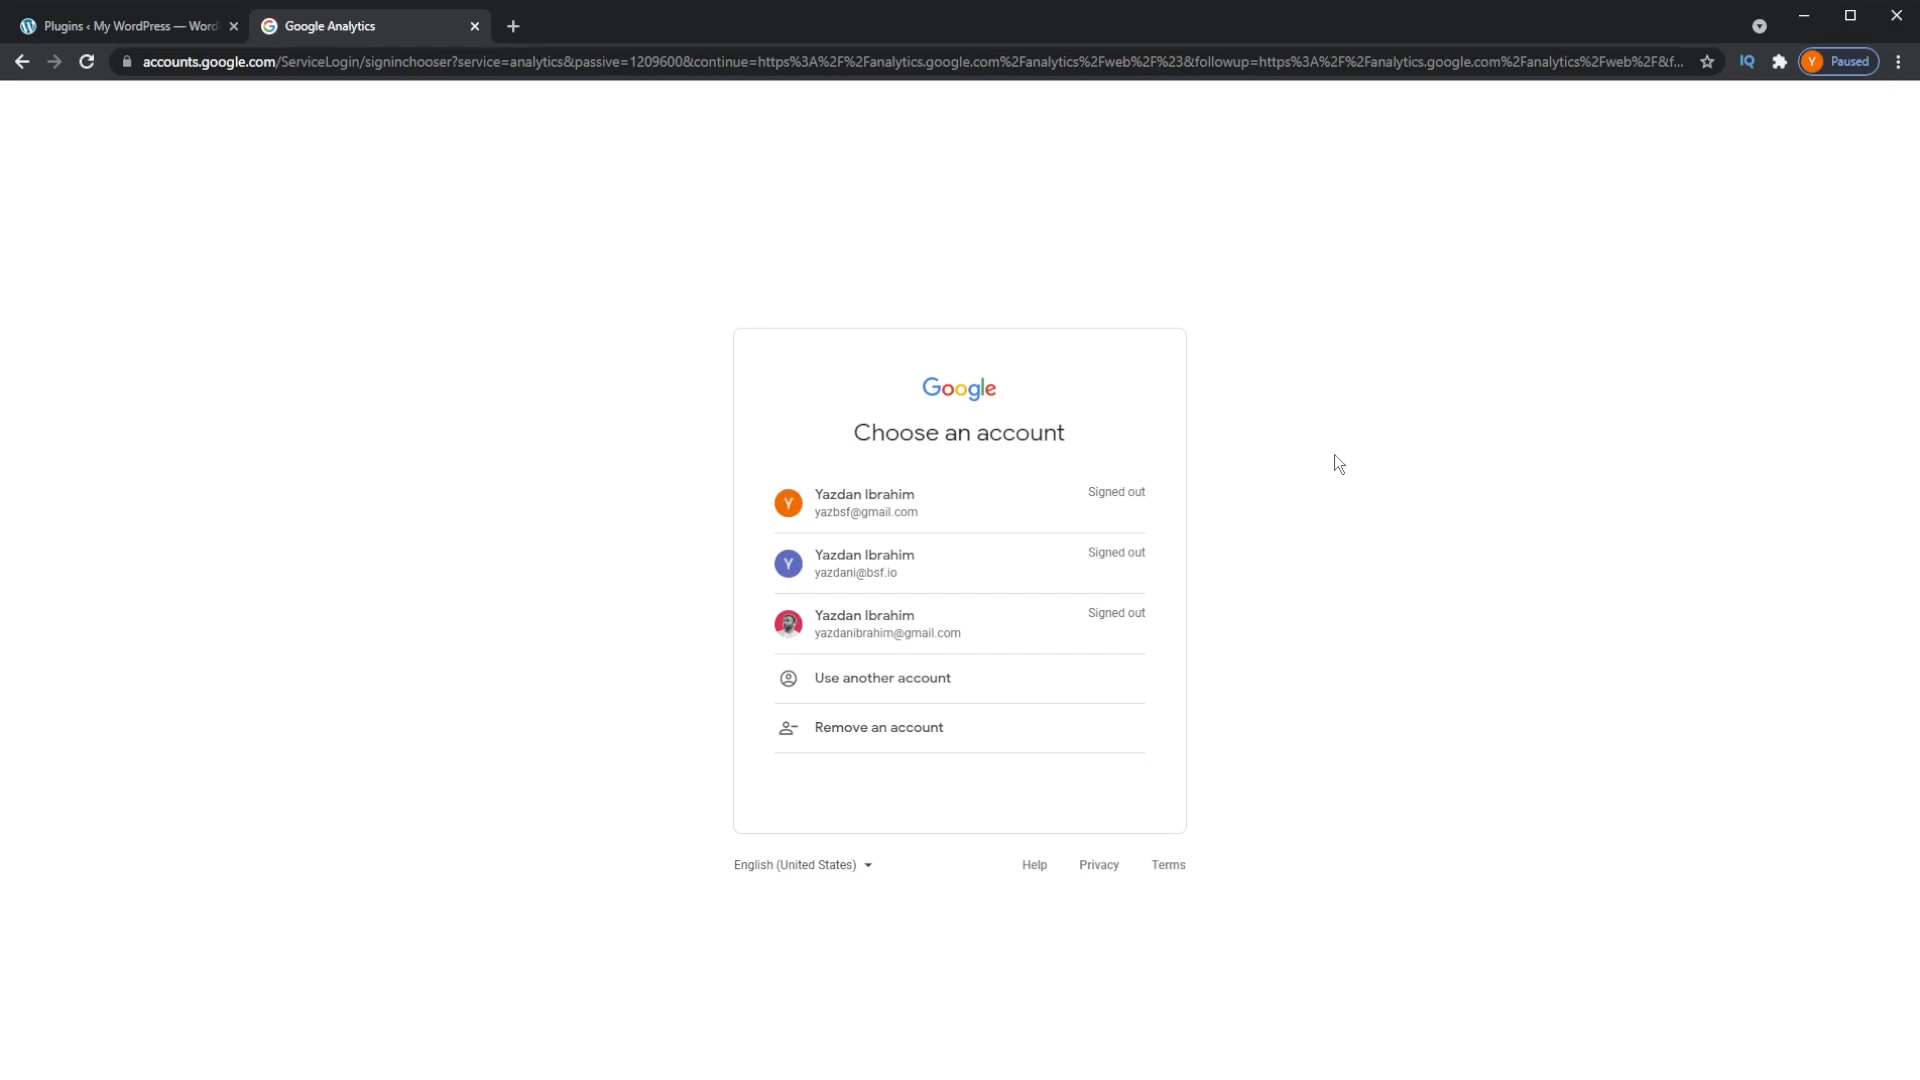 Plugins ‹ My WordPress — Word
Google Analytics
accounts.google.com/ServiceLogin/signinchooser?service=analytics&passive=1209600&continue=https%3A%2F%2Fanalytics.google.com%2Fanalytics%2Fweb%2F%23&followup=https%3A%2F%2Fanalytics.google.com%2Fanalytics%2Fweb%2F&f...
IQ
Y Paused
Google
Choose an account
Y
Yazdan Ibrahim
Signed out
yazbsf@gmail.com
Y
Yazdan Ibrahim
Signed out
yazdani@bsf.io
Yazdan Ibrahim
Signed out
yazdanibrahim@gmail.com
Use another account
Remove an account
English (United States)
Help
Privacy
Terms